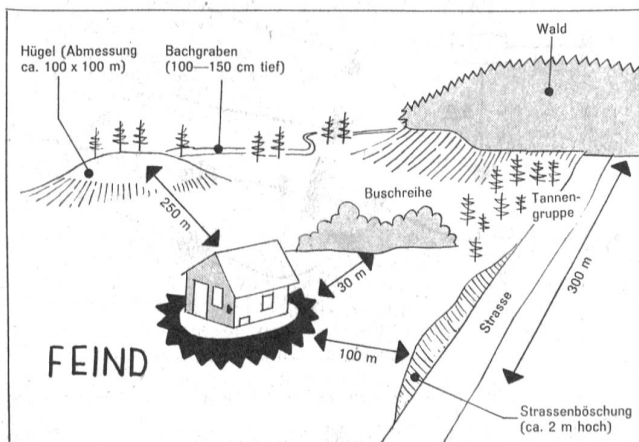 Hügel (Abmessung
ca. 100 x 100 m)
Bachgraben
(100—150 cm tief)
Wald
250 m
Buschreihe
Tannen-
gruppe
30 m
300 m
Strasse
FEIND
100 m
Strassenböschung
(ca. 2 m hoch)